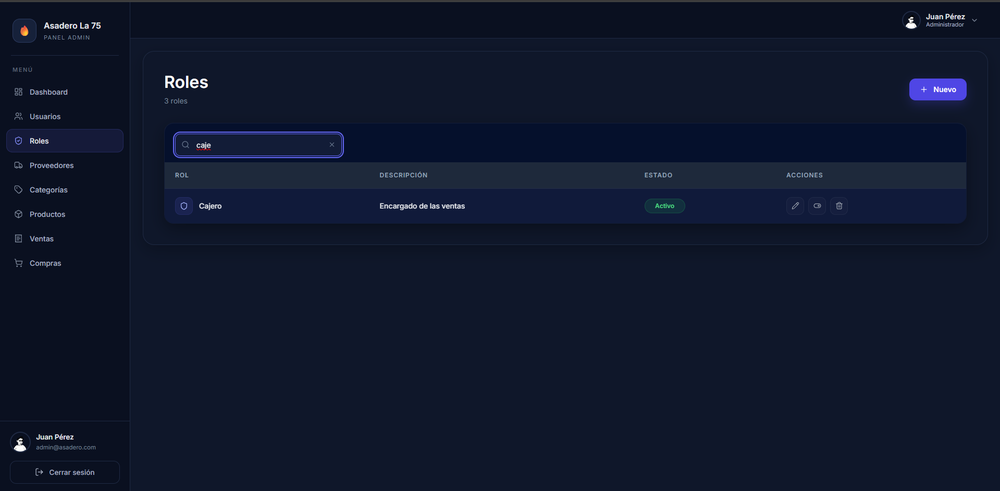 Asadero La 75
PANEL ADMIN
MENÚ
Dashboard
Usuarios
Roles
Proveedores
Categorías
Productos
Ventas
Compras
Juan Pérez
admin@asadero.com
Cerrar sesión
Juan Pérez
Administrador
Roles
3 roles
Nuevo
caje
ROL DESCRIPCIÓN ESTADO ACCIONES
Cajero Encargado de las ventas Activo